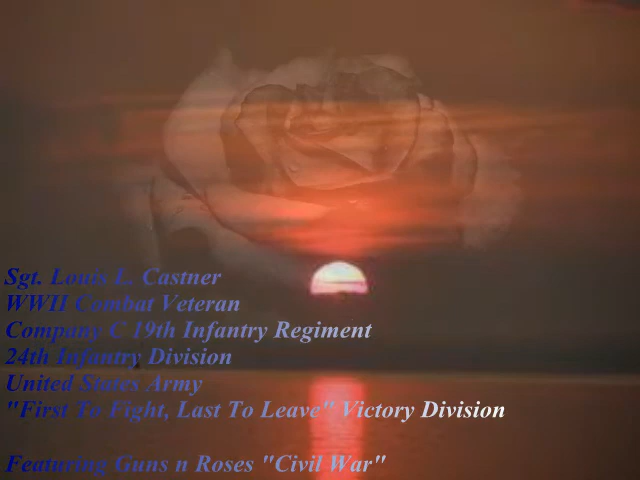 Sgt. Louis L. Castner
WWII Combat Veteran
Company C 19th Infantry Regiment
24th Infantry Division
United States Army
"First To Fight, Last To Leave" Victory Division
Featuring Guns n Roses "Civil War"